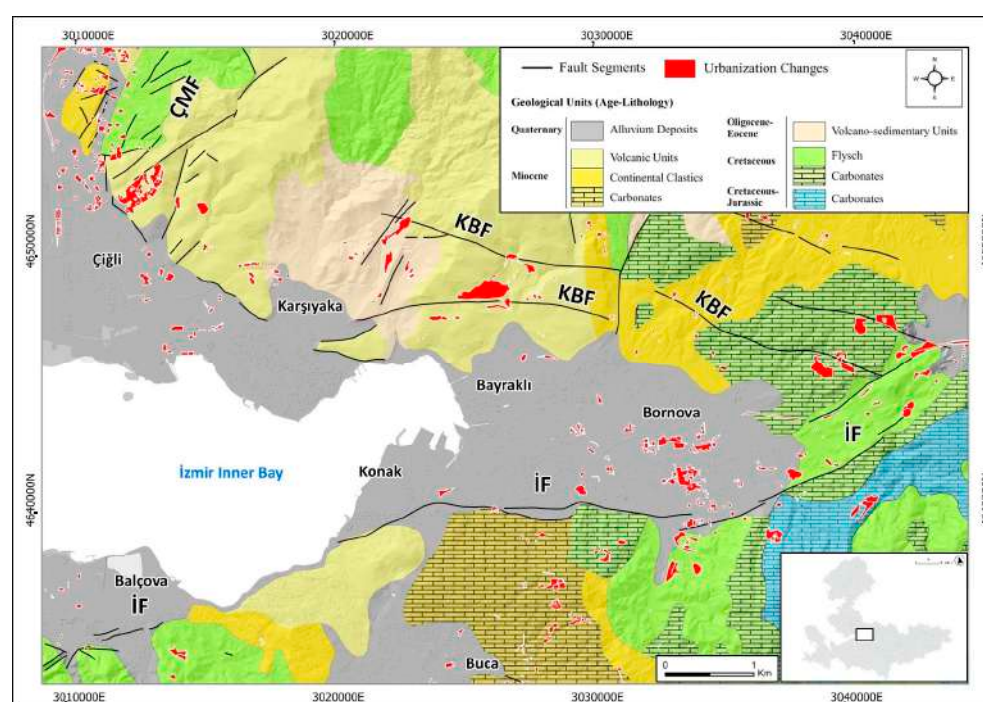 3010000E 3020000E 3030000E 3040000E
Fault Segments Urbanization Changes
N
W E
S
Geological Units (Age-Lithology)
Quaternary Alluvium Deposits Oligocene-Eocene Volcano-sedimentary Units
Miocene Volcanic Units Cretaceous Flysch
Continental Clastics Carbonates
Carbonates Cretaceous-Jurassic Carbonates
ÇMF
4650000N
KBF
Çiğli
Karşıyaka
KBF
KBF
Bayraklı
Bornova
İF
İzmir Inner Bay
Konak
İF
4640000N
Balçova
İF
Buca
0 1
Km
3010000E 3020000E 3030000E 3040000E